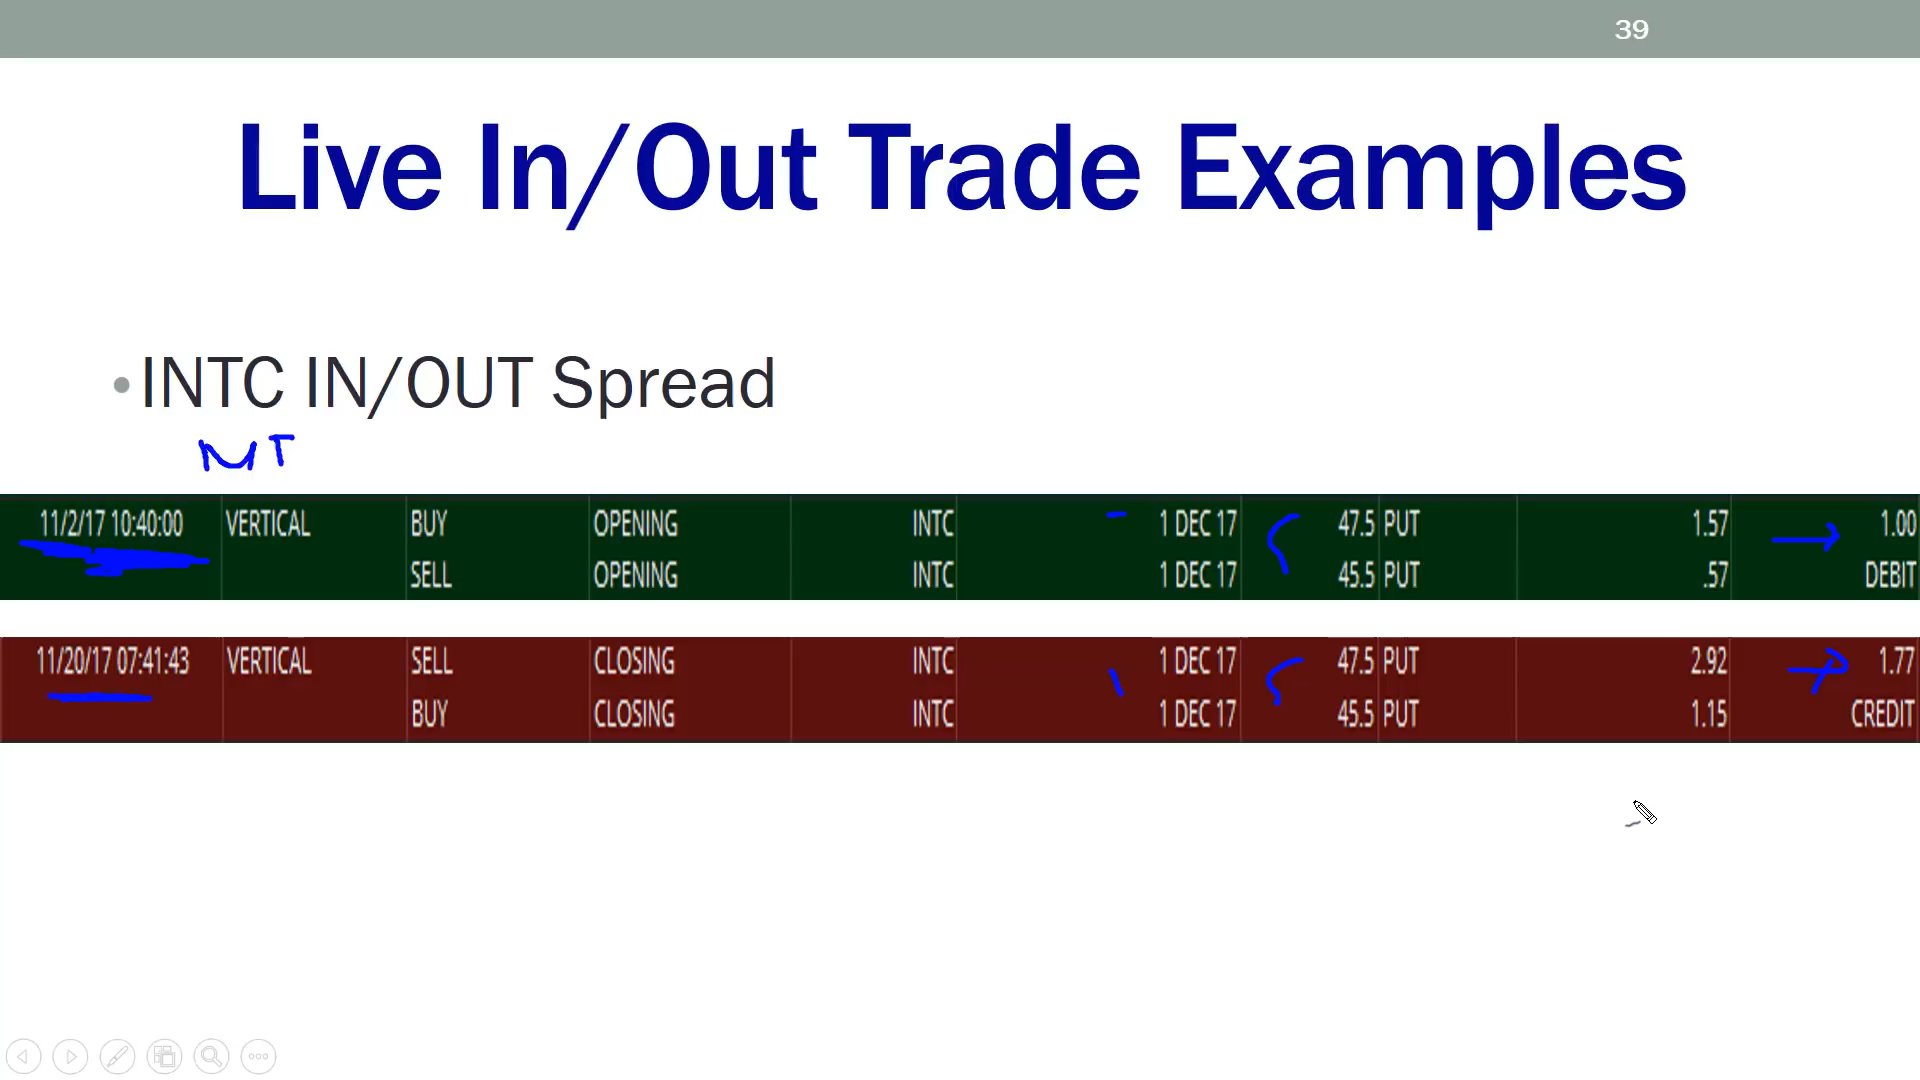 39
Live In/Out Trade Examples
• INTC IN/OUT Spread
MT
11/2/17 10:40:00 VERTICAL BUY OPENING INTC 1 DEC 17 47.5 PUT 1.57 1.00
SELL OPENING INTC 1 DEC 17 45.5 PUT .57 DEBIT
11/20/17 07:41:43 VERTICAL SELL CLOSING INTC 1 DEC 17 47.5 PUT 2.92 1.77
BUY CLOSING INTC 1 DEC 17 45.5 PUT 1.15 CREDIT